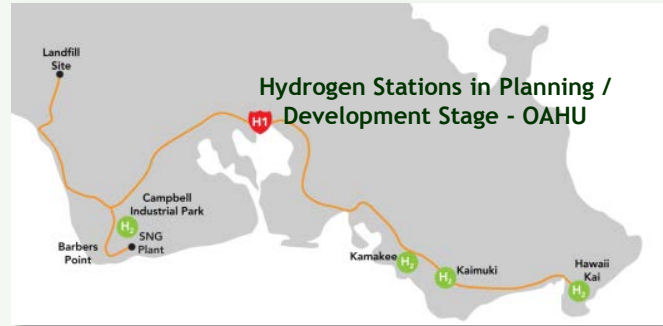 Landfill
Site
Hydrogen Stations in Planning /
Development Stage - OAHU
H1
Campbell
Industrial Park
H2
SNG
Plant
Barbers
Point
Kamakee
H2
H2
Kaimuki
Hawaii
Kai
H2